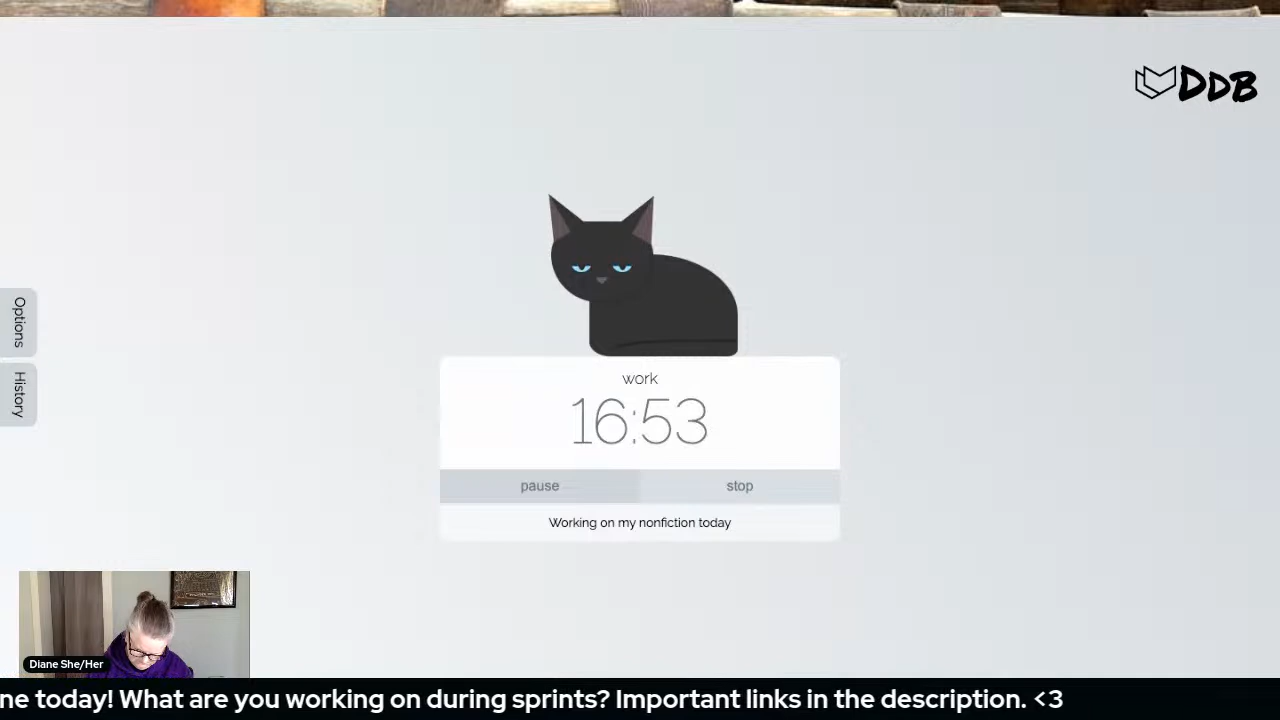 DDB
Options
History
work
16:53
pause
stop
Working on my nonfiction today
Diane She/Her
ne today! What are you working on during sprints? Important links in the description. <3